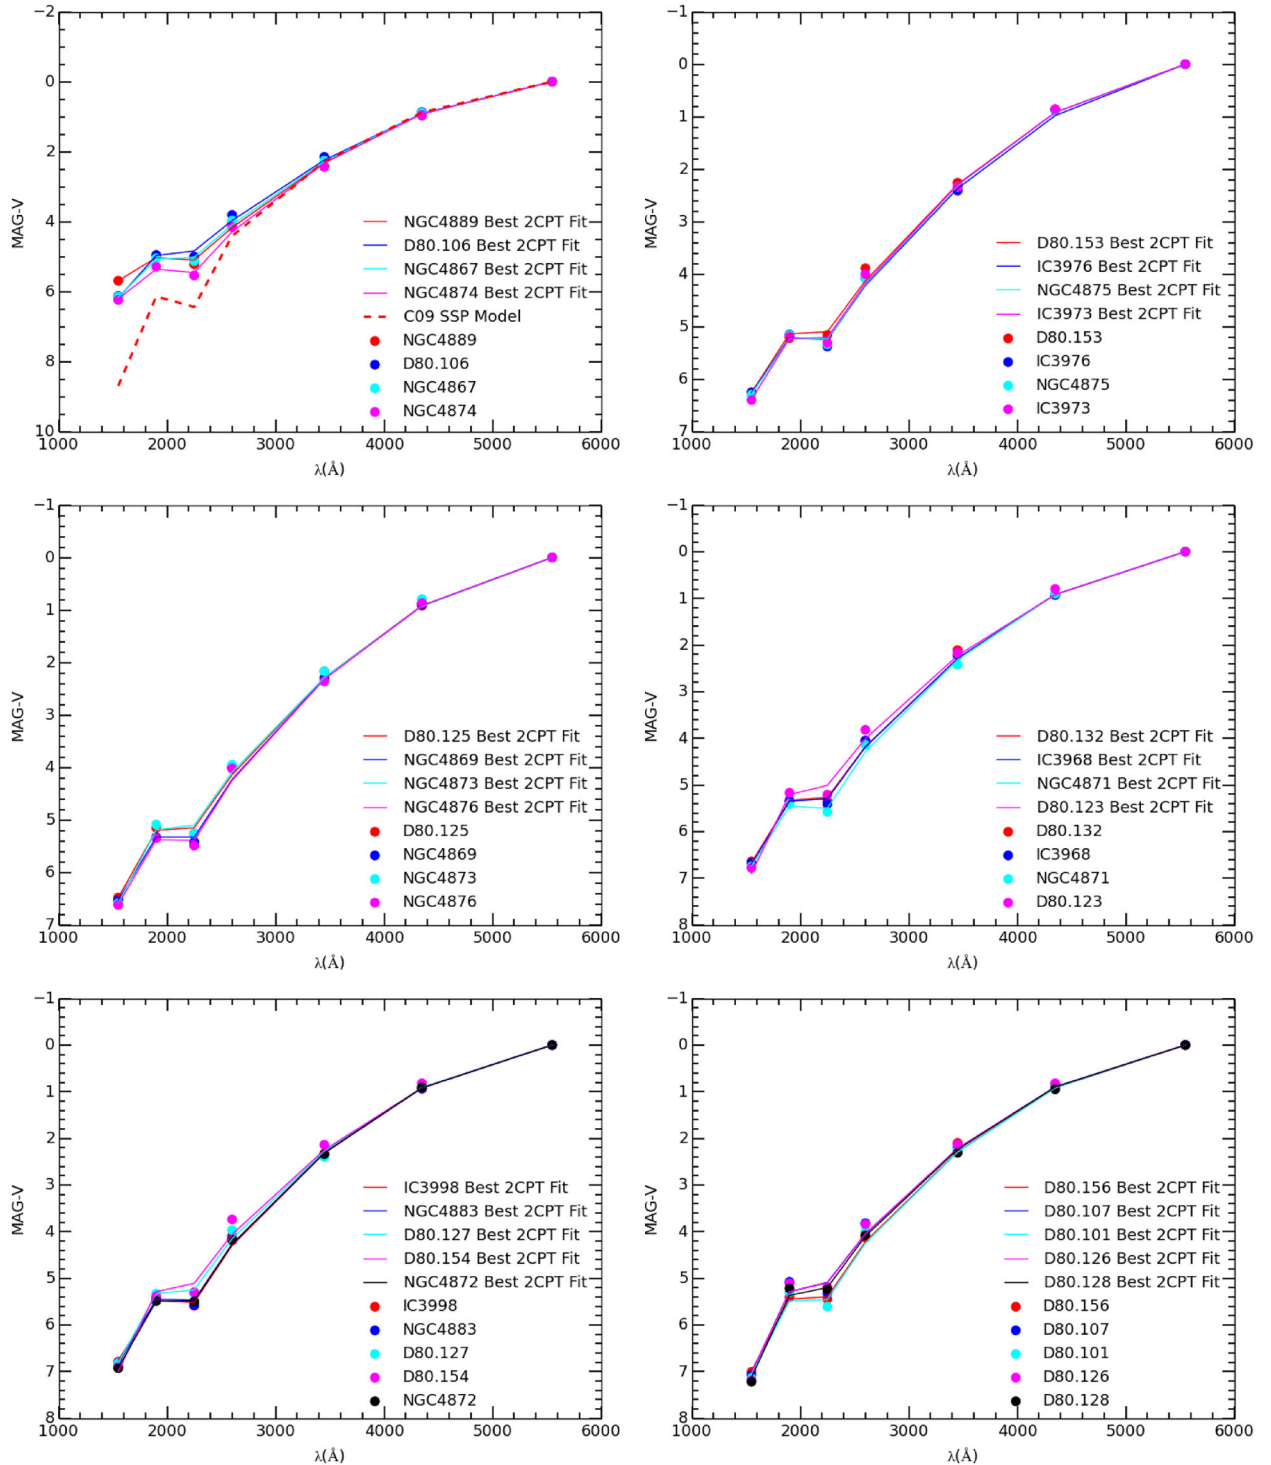 −2
0
2
4
6
8
10
MAG-V
1000 2000 3000 4000 5000 6000
λ(Å)
NGC4889 Best 2CPT Fit
D80.106 Best 2CPT Fit
NGC4867 Best 2CPT Fit
NGC4874 Best 2CPT Fit
C09 SSP Model
NGC4889
D80.106
NGC4867
NGC4874
−1
0
1
2
3
4
5
6
7
MAG-V
1000 2000 3000 4000 5000 6000
λ(Å)
D80.153 Best 2CPT Fit
IC3976 Best 2CPT Fit
NGC4875 Best 2CPT Fit
IC3973 Best 2CPT Fit
D80.153
IC3976
NGC4875
IC3973
−1
0
1
2
3
4
5
6
7
MAG-V
1000 2000 3000 4000 5000 6000
λ(Å)
D80.125 Best 2CPT Fit
NGC4869 Best 2CPT Fit
NGC4873 Best 2CPT Fit
NGC4876 Best 2CPT Fit
D80.125
NGC4869
NGC4873
NGC4876
−1
0
1
2
3
4
5
6
7
8
MAG-V
1000 2000 3000 4000 5000 6000
λ(Å)
D80.132 Best 2CPT Fit
IC3968 Best 2CPT Fit
NGC4871 Best 2CPT Fit
D80.123 Best 2CPT Fit
D80.132
IC3968
NGC4871
D80.123
−1
0
1
2
3
4
5
6
7
8
MAG-V
1000 2000 3000 4000 5000 6000
λ(Å)
IC3998 Best 2CPT Fit
NGC4883 Best 2CPT Fit
D80.127 Best 2CPT Fit
D80.154 Best 2CPT Fit
NGC4872 Best 2CPT Fit
IC3998
NGC4883
D80.127
D80.154
NGC4872
−1
0
1
2
3
4
5
6
7
8
MAG-V
1000 2000 3000 4000 5000 6000
λ(Å)
D80.156 Best 2CPT Fit
D80.107 Best 2CPT Fit
D80.101 Best 2CPT Fit
D80.126 Best 2CPT Fit
D80.128 Best 2CPT Fit
D80.156
D80.107
D80.101
D80.126
D80.128